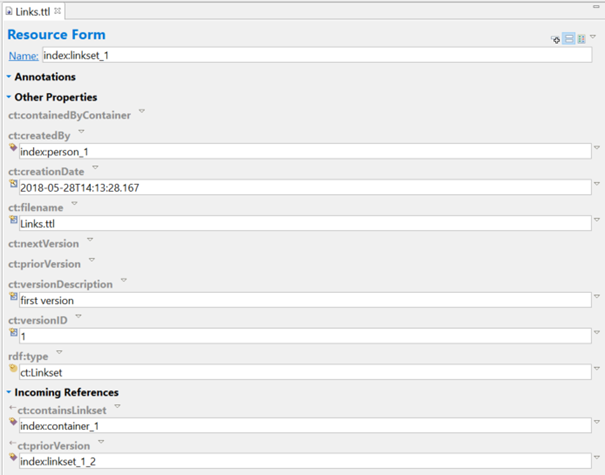 Links.ttl
Resource Form
Name: index:linkset_1
Annotations
Other Properties
ct:containedByContainer
ct:createdBy
index:person_1
ct:creationDate
2018-05-28T14:13:28.167
ct:filename
Links.ttl
ct:nextVersion
ct:priorVersion
ct:versionDescription
first version
ct:versionID
1
rdf:type
ct:Linkset
Incoming References
←ct:containsLinkset
index:container_1
←ct:priorVersion
index:linkset_1_2